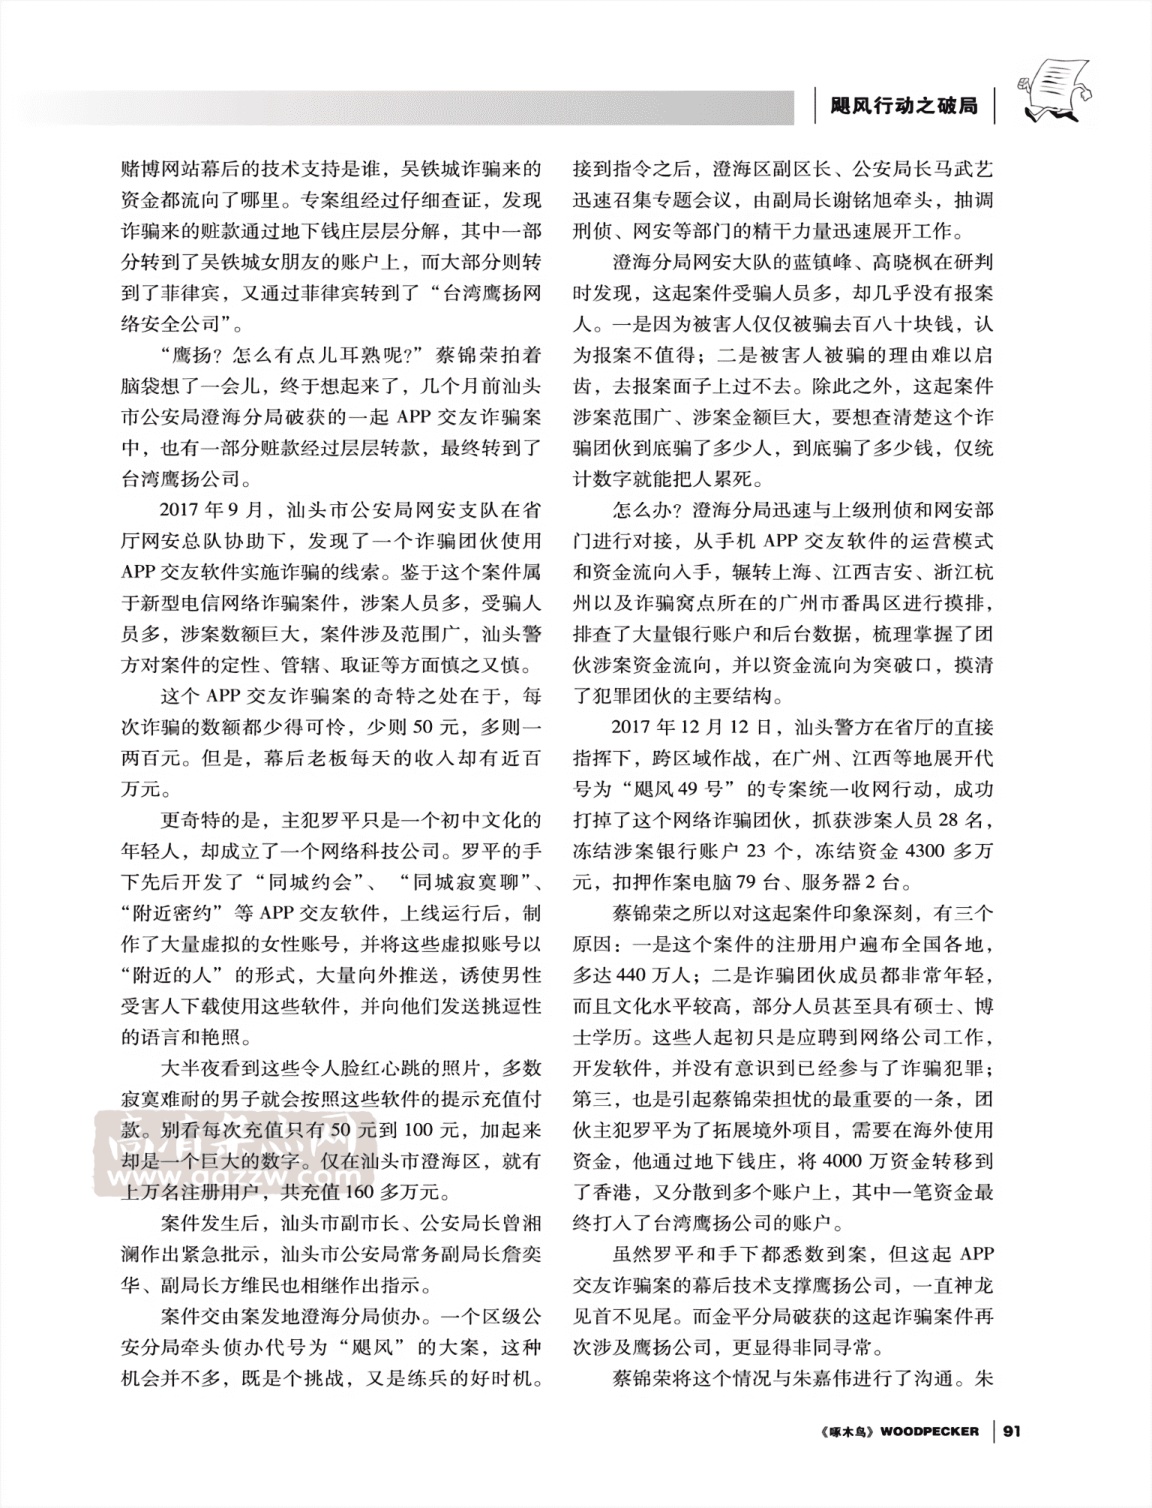 飓风行动之破局
赌博网站幕后的技术支持是谁，吴铁城诈骗来的
资金都流向了哪里。专案组经过仔细查证，发现
诈骗来的赃款通过地下钱庄层层分解，其中一部
分转到了吴铁城女朋友的账户上，而大部分则转
到了菲律宾，又通过菲律宾转到了“台湾鹰扬网
络安全公司”。
“鹰扬？怎么有点儿耳熟呢？”蔡锦荣拍着
脑袋想了一会儿，终于想起来了，几个月前汕头
市公安局澄海分局破获的一起 APP 交友诈骗案
中，也有一部分赃款经过层层转款，最终转到了
台湾鹰扬公司。
2017 年 9 月，汕头市公安局网安支队在省
厅网安总队协助下，发现了一个诈骗团伙使用
APP 交友软件实施诈骗的线索。鉴于这个案件属
于新型电信网络诈骗案件，涉案人员多，受骗人
员多，涉案数额巨大，案件涉及范围广，汕头警
方对案件的定性、管辖、取证等方面慎之又慎。
这个 APP 交友诈骗案的奇特之处在于，每
次诈骗的数额都少得可怜，少则 50 元，多则一
两百元。但是，幕后老板每天的收入却有近百
万元。
更奇特的是，主犯罗平只是一个初中文化的
年轻人，却成立了一个网络科技公司。罗平的手
下先后开发了“同城约会”、“同城寂寞聊”、
“附近密约”等 APP 交友软件，上线运行后，制
作了大量虚拟的女性账号，并将这些虚拟账号以
“附近的人”的形式，大量向外推送，诱使男性
受害人下载使用这些软件，并向他们发送挑逗性
的语言和艳照。
大半夜看到这些令人脸红心跳的照片，多数
寂寞难耐的男子就会按照这些软件的提示充值付
款。别看每次充值只有 50 元到 100 元，加起来
却是一个巨大的数字。仅在汕头市澄海区，就有
上万名注册用户，共充值 160 多万元。
案件发生后，汕头市副市长、公安局长曾湘
澜作出紧急批示，汕头市公安局常务副局长詹奕
华、副局长方维民也相继作出指示。
案件交由案发地澄海分局侦办。一个区级公
安分局牵头侦办代号为“飓风”的大案，这种
机会并不多，既是个挑战，又是练兵的好时机。
接到指令之后，澄海区副区长、公安局长马武艺
迅速召集专题会议，由副局长谢铭旭牵头，抽调
刑侦、网安等部门的精干力量迅速展开工作。
澄海分局网安大队的蓝镇峰、高晓枫在研判
时发现，这起案件受骗人员多，却几乎没有报案
人。一是因为被害人仅仅被骗去百八十块钱，认
为报案不值得；二是被害人被骗的理由难以启
齿，去报案面子上过不去。除此之外，这起案件
涉案范围广、涉案金额巨大，要想查清楚这个诈
骗团伙到底骗了多少人，到底骗了多少钱，仅统
计数字就能把人累死。
怎么办？澄海分局迅速与上级刑侦和网安部
门进行对接，从手机 APP 交友软件的运营模式
和资金流向入手，辗转上海、江西吉安、浙江杭
州以及诈骗窝点所在的广州市番禺区进行摸排，
排查了大量银行账户和后台数据，梳理掌握了团
伙涉案资金流向，并以资金流向为突破口，摸清
了犯罪团伙的主要结构。
2017 年 12 月 12 日，汕头警方在省厅的直接
指挥下，跨区域作战，在广州、江西等地展开代
号为“飓风 49 号”的专案统一收网行动，成功
打掉了这个网络诈骗团伙，抓获涉案人员 28 名，
冻结涉案银行账户 23 个，冻结资金 4300 多万
元，扣押作案电脑 79 台、服务器 2 台。
蔡锦荣之所以对这起案件印象深刻，有三个
原因：一是这个案件的注册用户遍布全国各地，
多达 440 万人；二是诈骗团伙成员都非常年轻，
而且文化水平较高，部分人员甚至具有硕士、博
士学历。这些人起初只是应聘到网络公司工作，
开发软件，并没有意识到已经参与了诈骗犯罪；
第三，也是引起蔡锦荣担忧的最重要的一条，团
伙主犯罗平为了拓展境外项目，需要在海外使用
资金，他通过地下钱庄，将 4000 万资金转移到
了香港，又分散到多个账户上，其中一笔资金最
终打入了台湾鹰扬公司的账户。
虽然罗平和手下都悉数到案，但这起 APP
交友诈骗案的幕后技术支撑鹰扬公司，一直神龙
见首不见尾。而金平分局破获的这起诈骗案件再
次涉及鹰扬公司，更显得非同寻常。
蔡锦荣将这个情况与朱嘉伟进行了沟通。朱
《啄木鸟》WOODPECKER 91